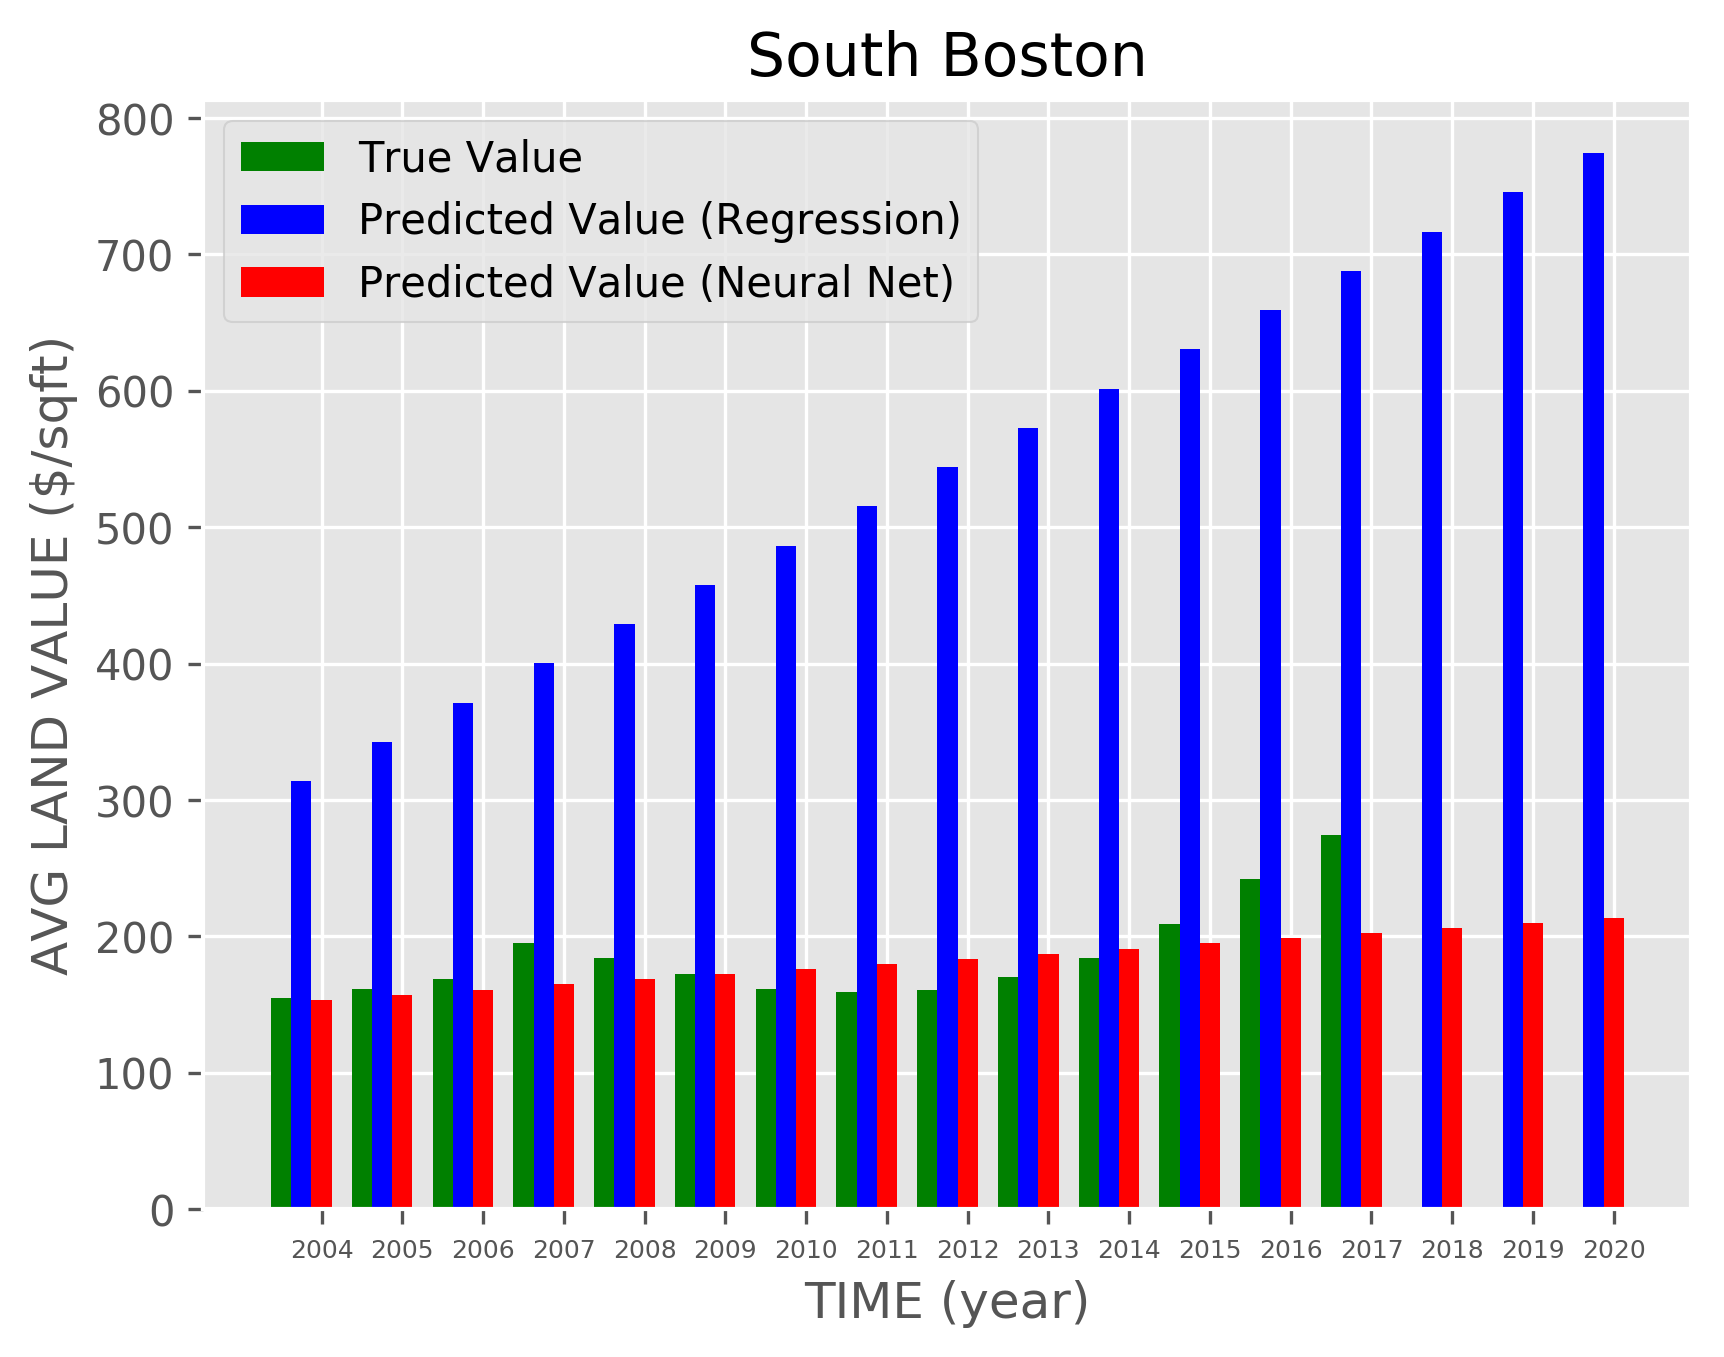 South Boston
True Value
Predicted Value (Regression)
Predicted Value (Neural Net)
AVG LAND VALUE ($/sqft)
800
700
600
500
400
300
200
100
0
2004 2005 2006 2007 2008 2009 2010 2011 2012 2013 2014 2015 2016 2017 2018 2019 2020
TIME (year)